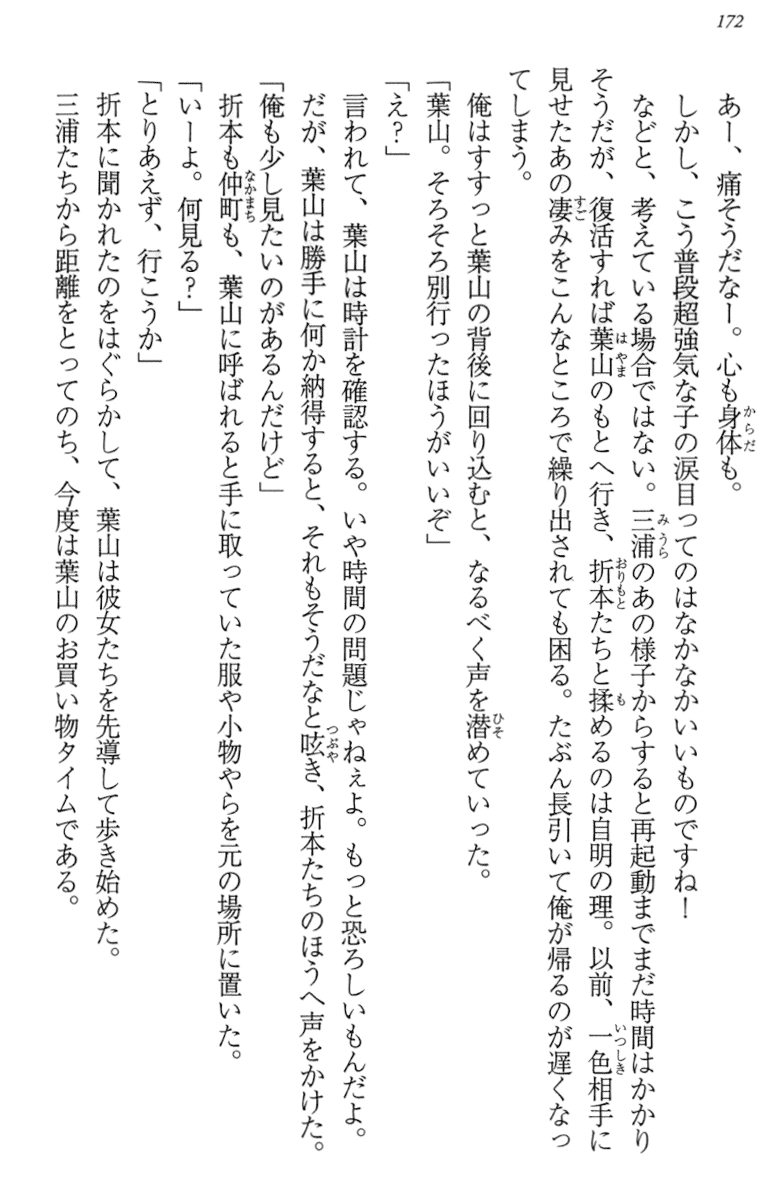 172
あー、痛そうだなー。心も身体も。
しかし、こう普段超強気な子の涙目ってのはなかなかいいものですね！
などと、考えている場合ではない。三浦のあの様子からすると再起動までまだ時間はかかり
そうだが、復活すれば葉山のもとへ行き、折本たちと揉めるのは自明の理。以前、一色相手に
見せたあの凄みをこんなところで繰り出されても困る。たぶん長引いて俺が帰るのが遅くなっ
てしまう。
俺はすすっと葉山の背後に回り込むと、なるべく声を潜めていった。
「葉山。そろそろ別行ったほうがいいぞ」
「え？」
言われて、葉山は時計を確認する。いや時間の問題じゃねぇよ。もっと恐ろしいもんだよ。
だが、葉山は勝手に何か納得すると、それもそうだなと呟き、折本たちのほうへ声をかけた。
「俺も少し見たいのがあるんだけど」
折本も仲町も、葉山に呼ばれると手に取っていた服や小物やらを元の場所に置いた。
「いーよ。何見る？」
「とりあえず、行こうか」
折本に聞かれたのをはぐらかして、葉山は彼女たちを先導して歩き始めた。
三浦たちから距離をとってのち、今度は葉山のお買い物タイムである。